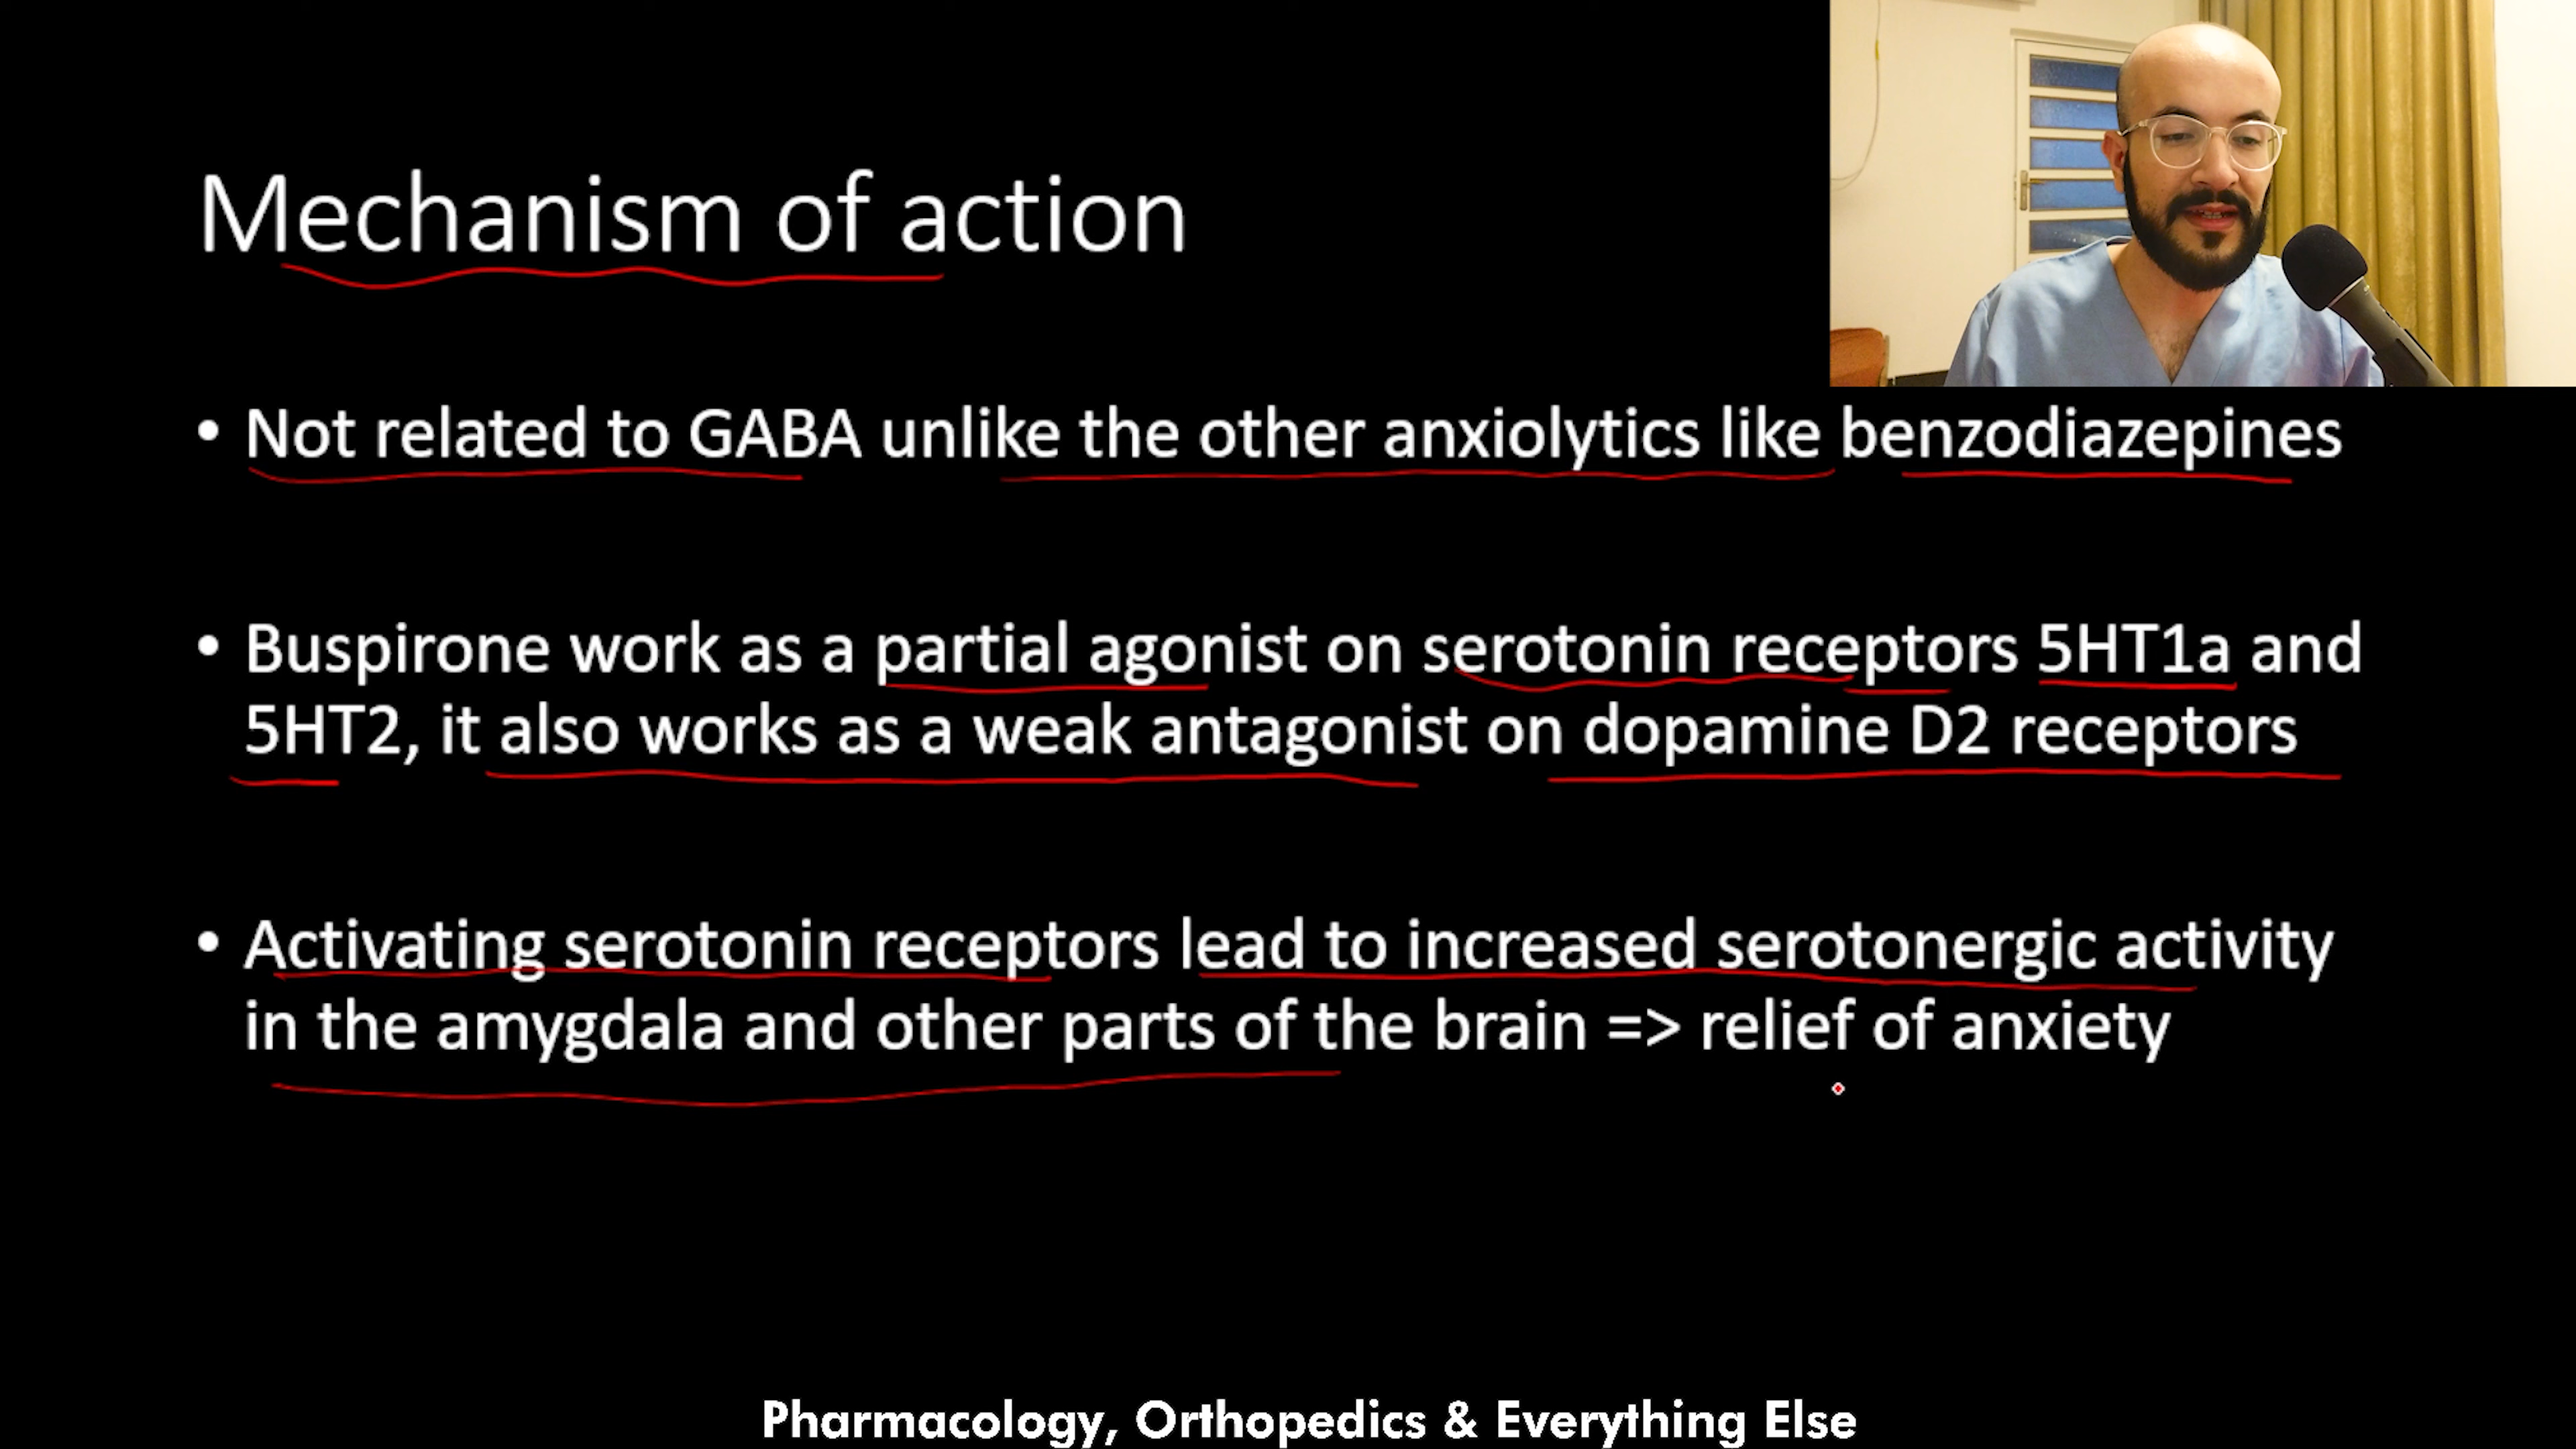 Mechanism of action
• Not related to GABA unlike the other anxiolytics like benzodiazepines
• Buspirone work as a partial agonist on serotonin receptors 5HT1a and
5HT2, it also works as a weak antagonist on dopamine D2 receptors
• Activating serotonin receptors lead to increased serotonergic activity
in the amygdala and other parts of the brain => relief of anxiety
Pharmacology, Orthopedics & Everything Else